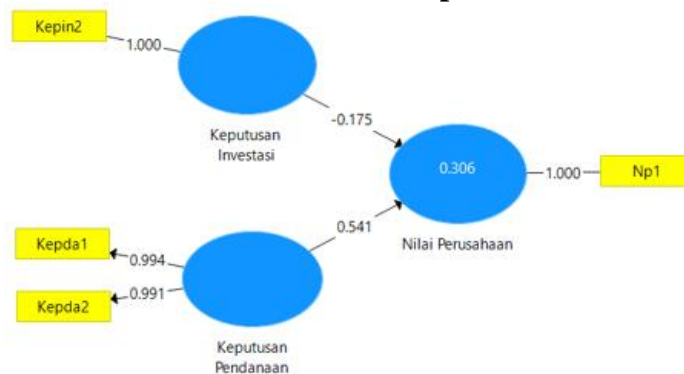 Kepin2
1.000
Keputusan
Investasi
-0.175
0.306
1.000
Np1
Nilai Perusahaan
0.541
Kepda1
0.994
Kepda2
0.991
Keputusan
Pendanaan